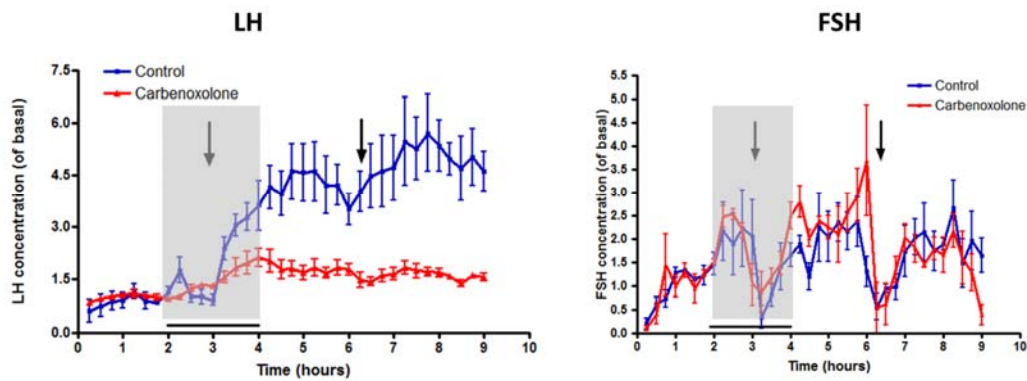 LH
LH concentration (of basal)
7.5
6.0
4.5
3.0
1.5
0.0
Control
Carbenoxolone
0 1 2 3 4 5 6 7 8 9 10
Time (hours)
FSH
FSH concentration (of basal)
5.5
5.0
4.5
4.0
3.5
3.0
2.5
2.0
1.5
1.0
0.5
0.0
Control
Carbenoxolone
0 1 2 3 4 5 6 7 8 9 10
Time (hours)